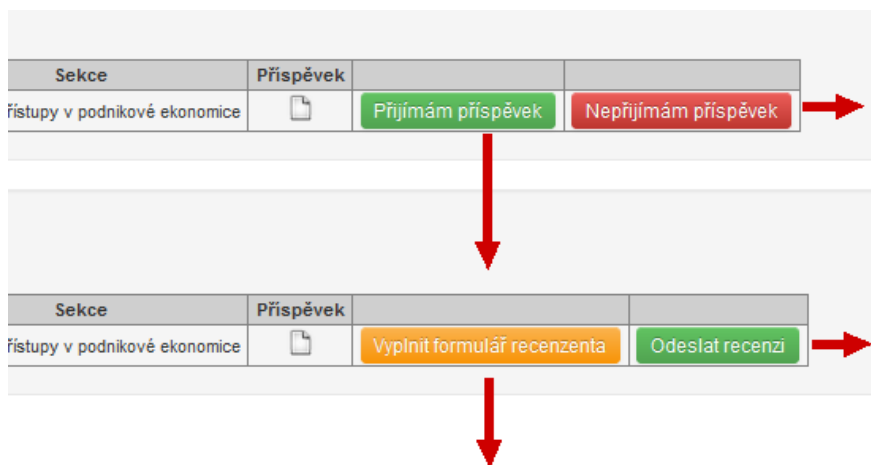 Sekce Příspěvek
řístupy v podnikové ekonomice Přijímám příspěvek Nepřijímám příspěvek
Sekce Příspěvek
řístupy v podnikové ekonomice Vyplnit formulář recenzenta Odeslat recenzi